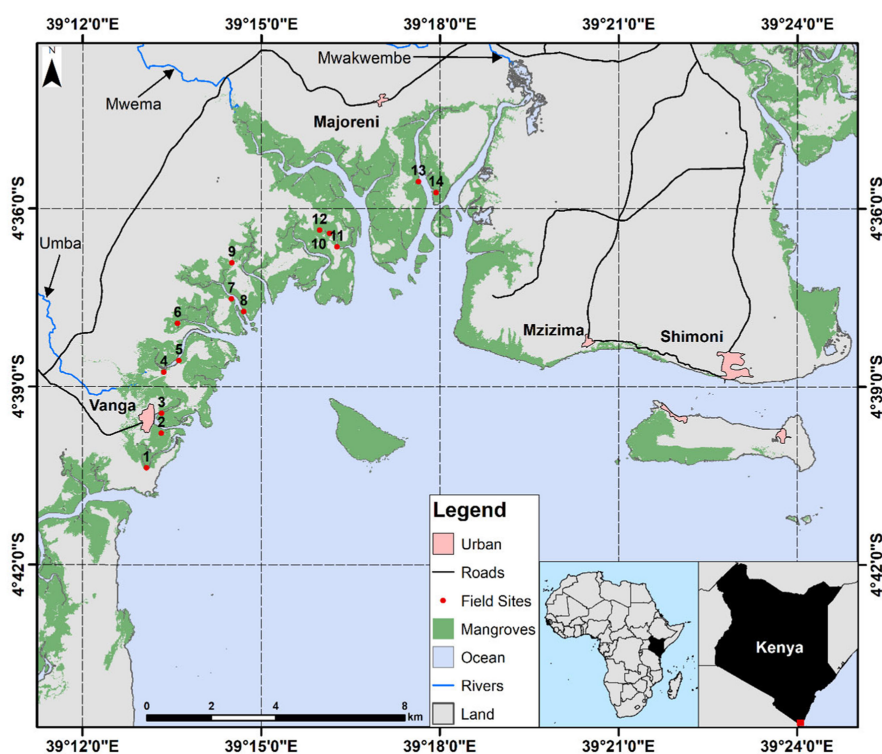 39°12'0"E 39°15'0"E 39°18'0"E 39°21'0"E 39°24'0"E
N
Mwakwembe
Mwema
Majoreni
13
14
4°36'0"S
4°36'0"S
12
11
10
Umba
9
7
8
6
5
4
Mzizima
Shimoni
4°39'0"S
4°39'0"S
Vanga
3
2
1
Legend
Urban
Roads
Field Sites
Mangroves
Ocean
Rivers
Land
4°42'0"S
4°42'0"S
Kenya
0 2 4 8
km
39°12'0"E 39°15'0"E 39°18'0"E 39°21'0"E 39°24'0"E